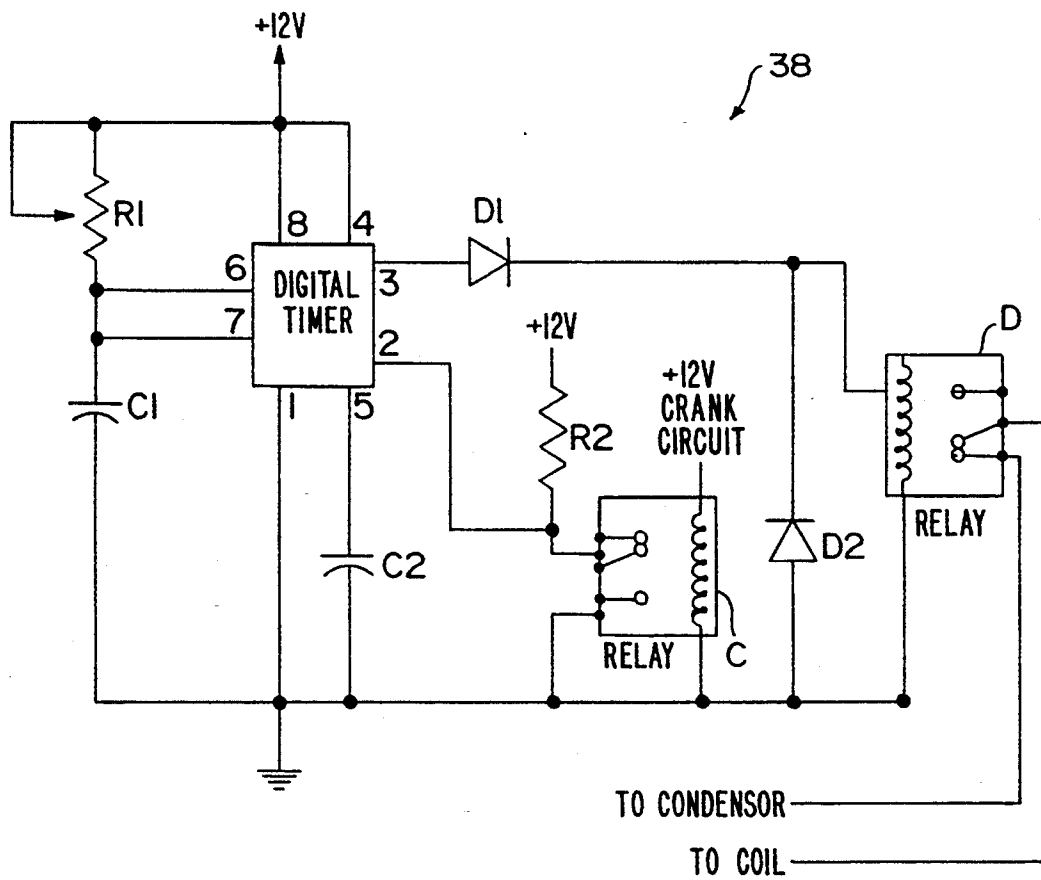 +12V
38
R1
8
4
D1
6
DIGITAL
TIMER
3
7
2
+12V
D
C1
1
5
+12V
CRANK
CIRCUIT
R2
RELAY
C2
D2
RELAY
C
TO CONDENSOR
TO COIL